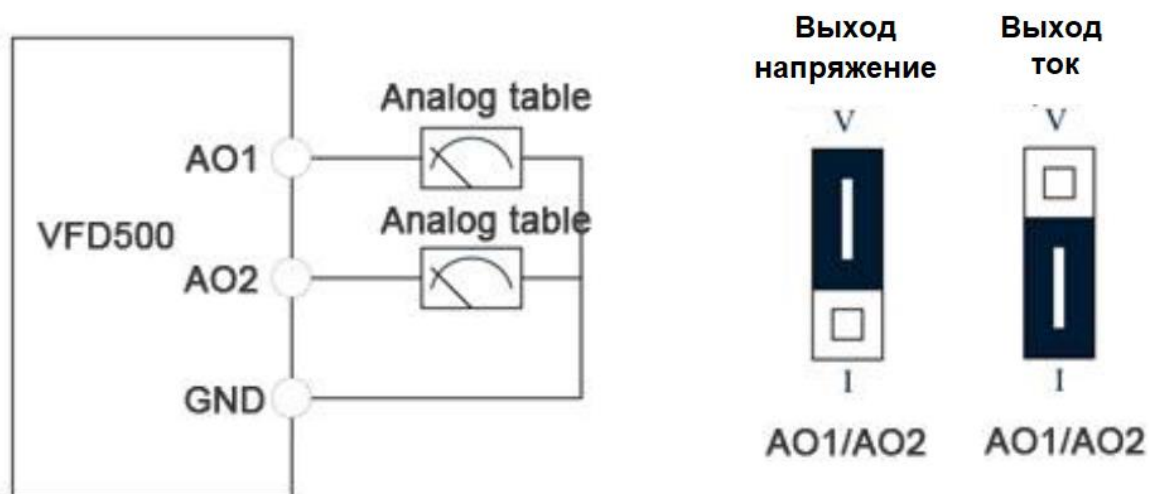 Analog table
AO1
Analog table
VFD500
AO2
GND
Выход
напряжение
V
I
AO1/AO2
Выход
ток
V
I
AO1/AO2